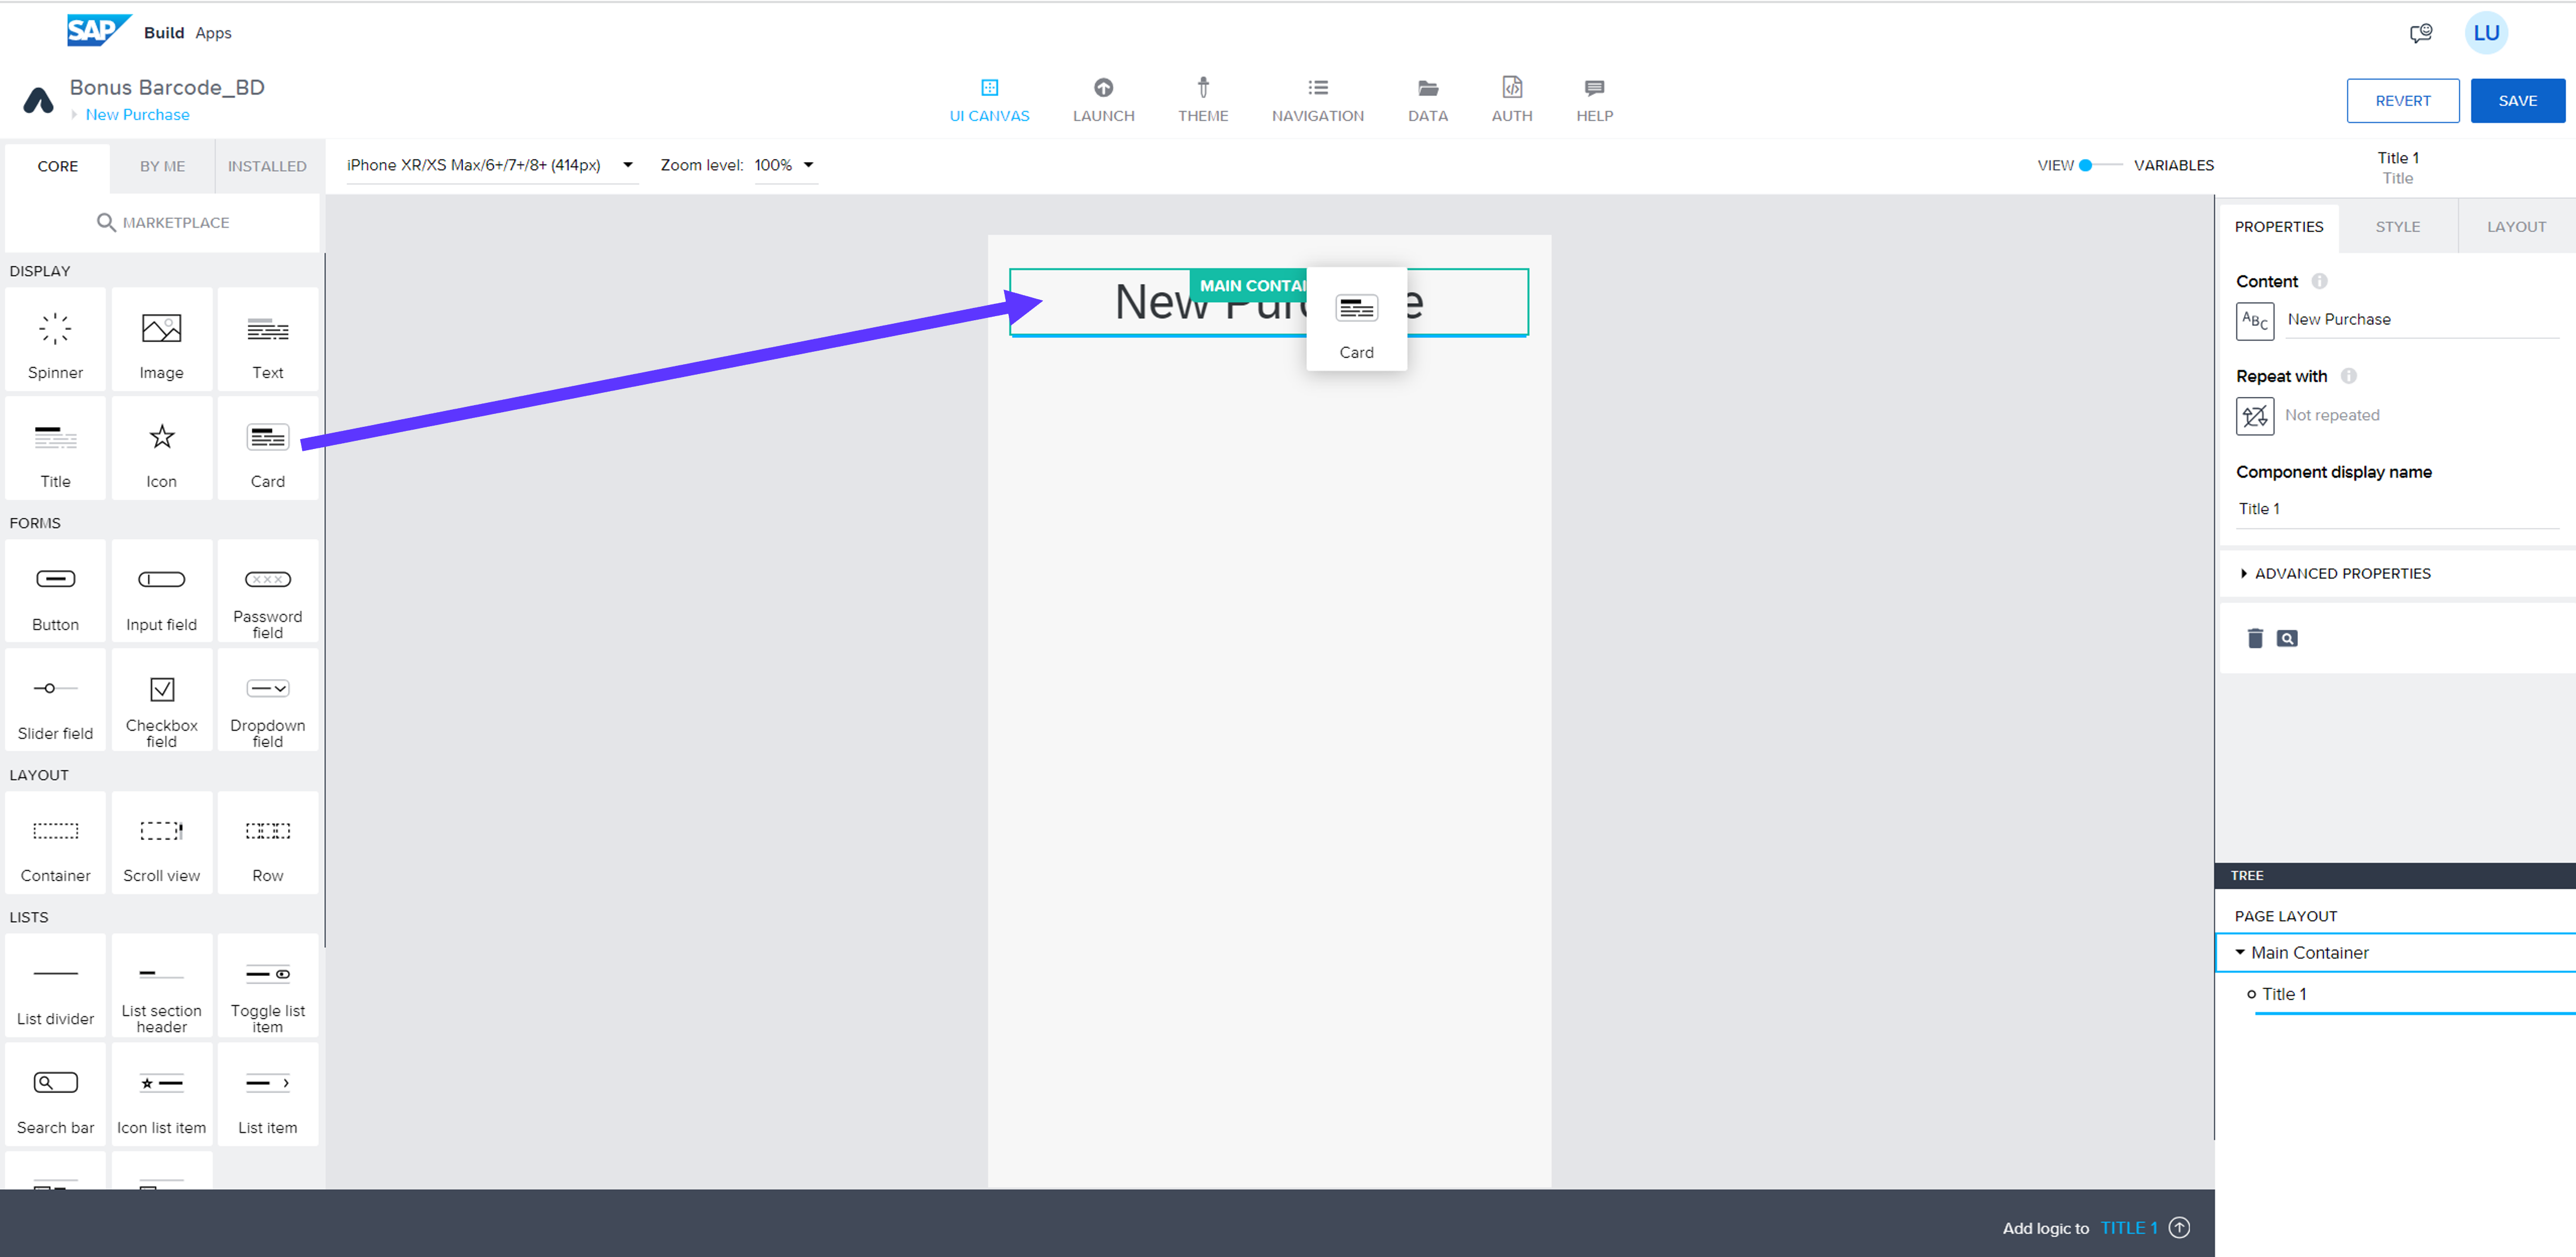 SAP Build Apps
LU
Bonus Barcode_BD
New Purchase
UI CANVAS
LAUNCH
THEME
NAVIGATION
DATA
AUTH
HELP
REVERT
SAVE
CORE
BY ME
INSTALLED
MARKETPLACE
iPhone XR/XS Max/6+/7+/8+ (414px)
Zoom level: 100%
VIEW
VARIABLES
Title 1
Title
DISPLAY
Spinner
Image
Text
Title
Icon
Card
FORMS
Button
Input field
Password
field
Slider field
Checkbox
field
Dropdown
field
LAYOUT
Container
Scroll view
Row
LISTS
List divider
List section
header
Toggle list
item
Search bar
Icon list item
List item
MAIN CONTAI
New Pur e
Card
PROPERTIES
STYLE
LAYOUT
Content
ABC
New Purchase
Repeat with
Not repeated
Component display name
Title 1
ADVANCED PROPERTIES
TREE
PAGE LAYOUT
Main Container
Title 1
Add logic to TITLE 1